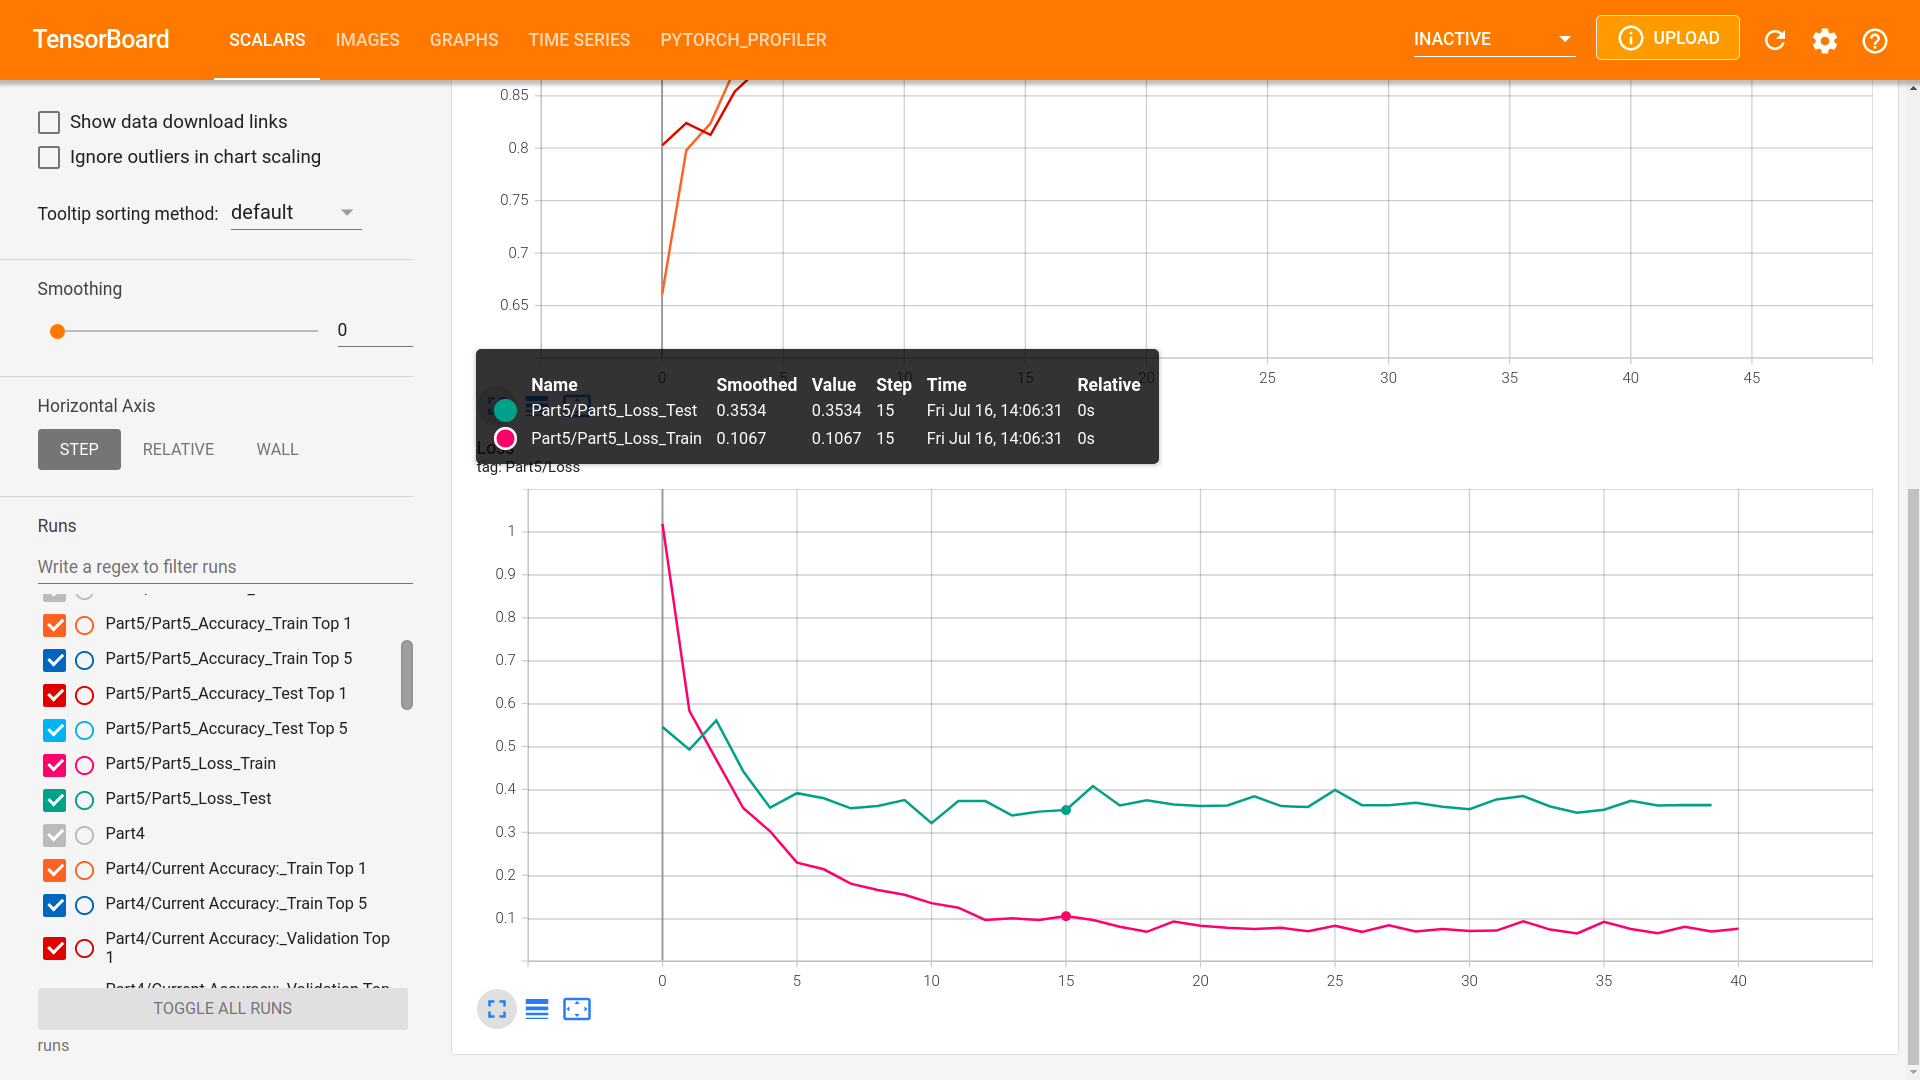 TensorBoard
SCALARS IMAGES GRAPHS TIME SERIES PYTORCH_PROFILER
INACTIVE
UPLOAD
Show data download links
Ignore outliers in chart scaling
Tooltip sorting method: default
Smoothing
0
Horizontal Axis
STEP RELATIVE WALL
Runs
Write a regex to filter runs
Part5/Part5_Accuracy_Train Top 1
Part5/Part5_Accuracy_Train Top 5
Part5/Part5_Accuracy_Test Top 1
Part5/Part5_Accuracy_Test Top 5
Part5/Part5_Loss_Train
Part5/Part5_Loss_Test
Part4
Part4/Current Accuracy:_Train Top 1
Part4/Current Accuracy:_Train Top 5
Part4/Current Accuracy:_Validation Top
1
Part4/Current Accuracy:_Validation Top
TOGGLE ALL RUNS
runs
0.85
0.8
0.75
0.7
0.65
0 5 10 15 20 25 30 35 40 45
Name Smoothed Value Step Time Relative
Part5/Part5_Loss_Test 0.3534 0.3534 15 Fri Jul 16, 14:06:31 0s
Part5/Part5_Loss_Train 0.1067 0.1067 15 Fri Jul 16, 14:06:31 0s
Loss
tag: Part5/Loss
1
0.9
0.8
0.7
0.6
0.5
0.4
0.3
0.2
0.1
0 5 10 15 20 25 30 35 40